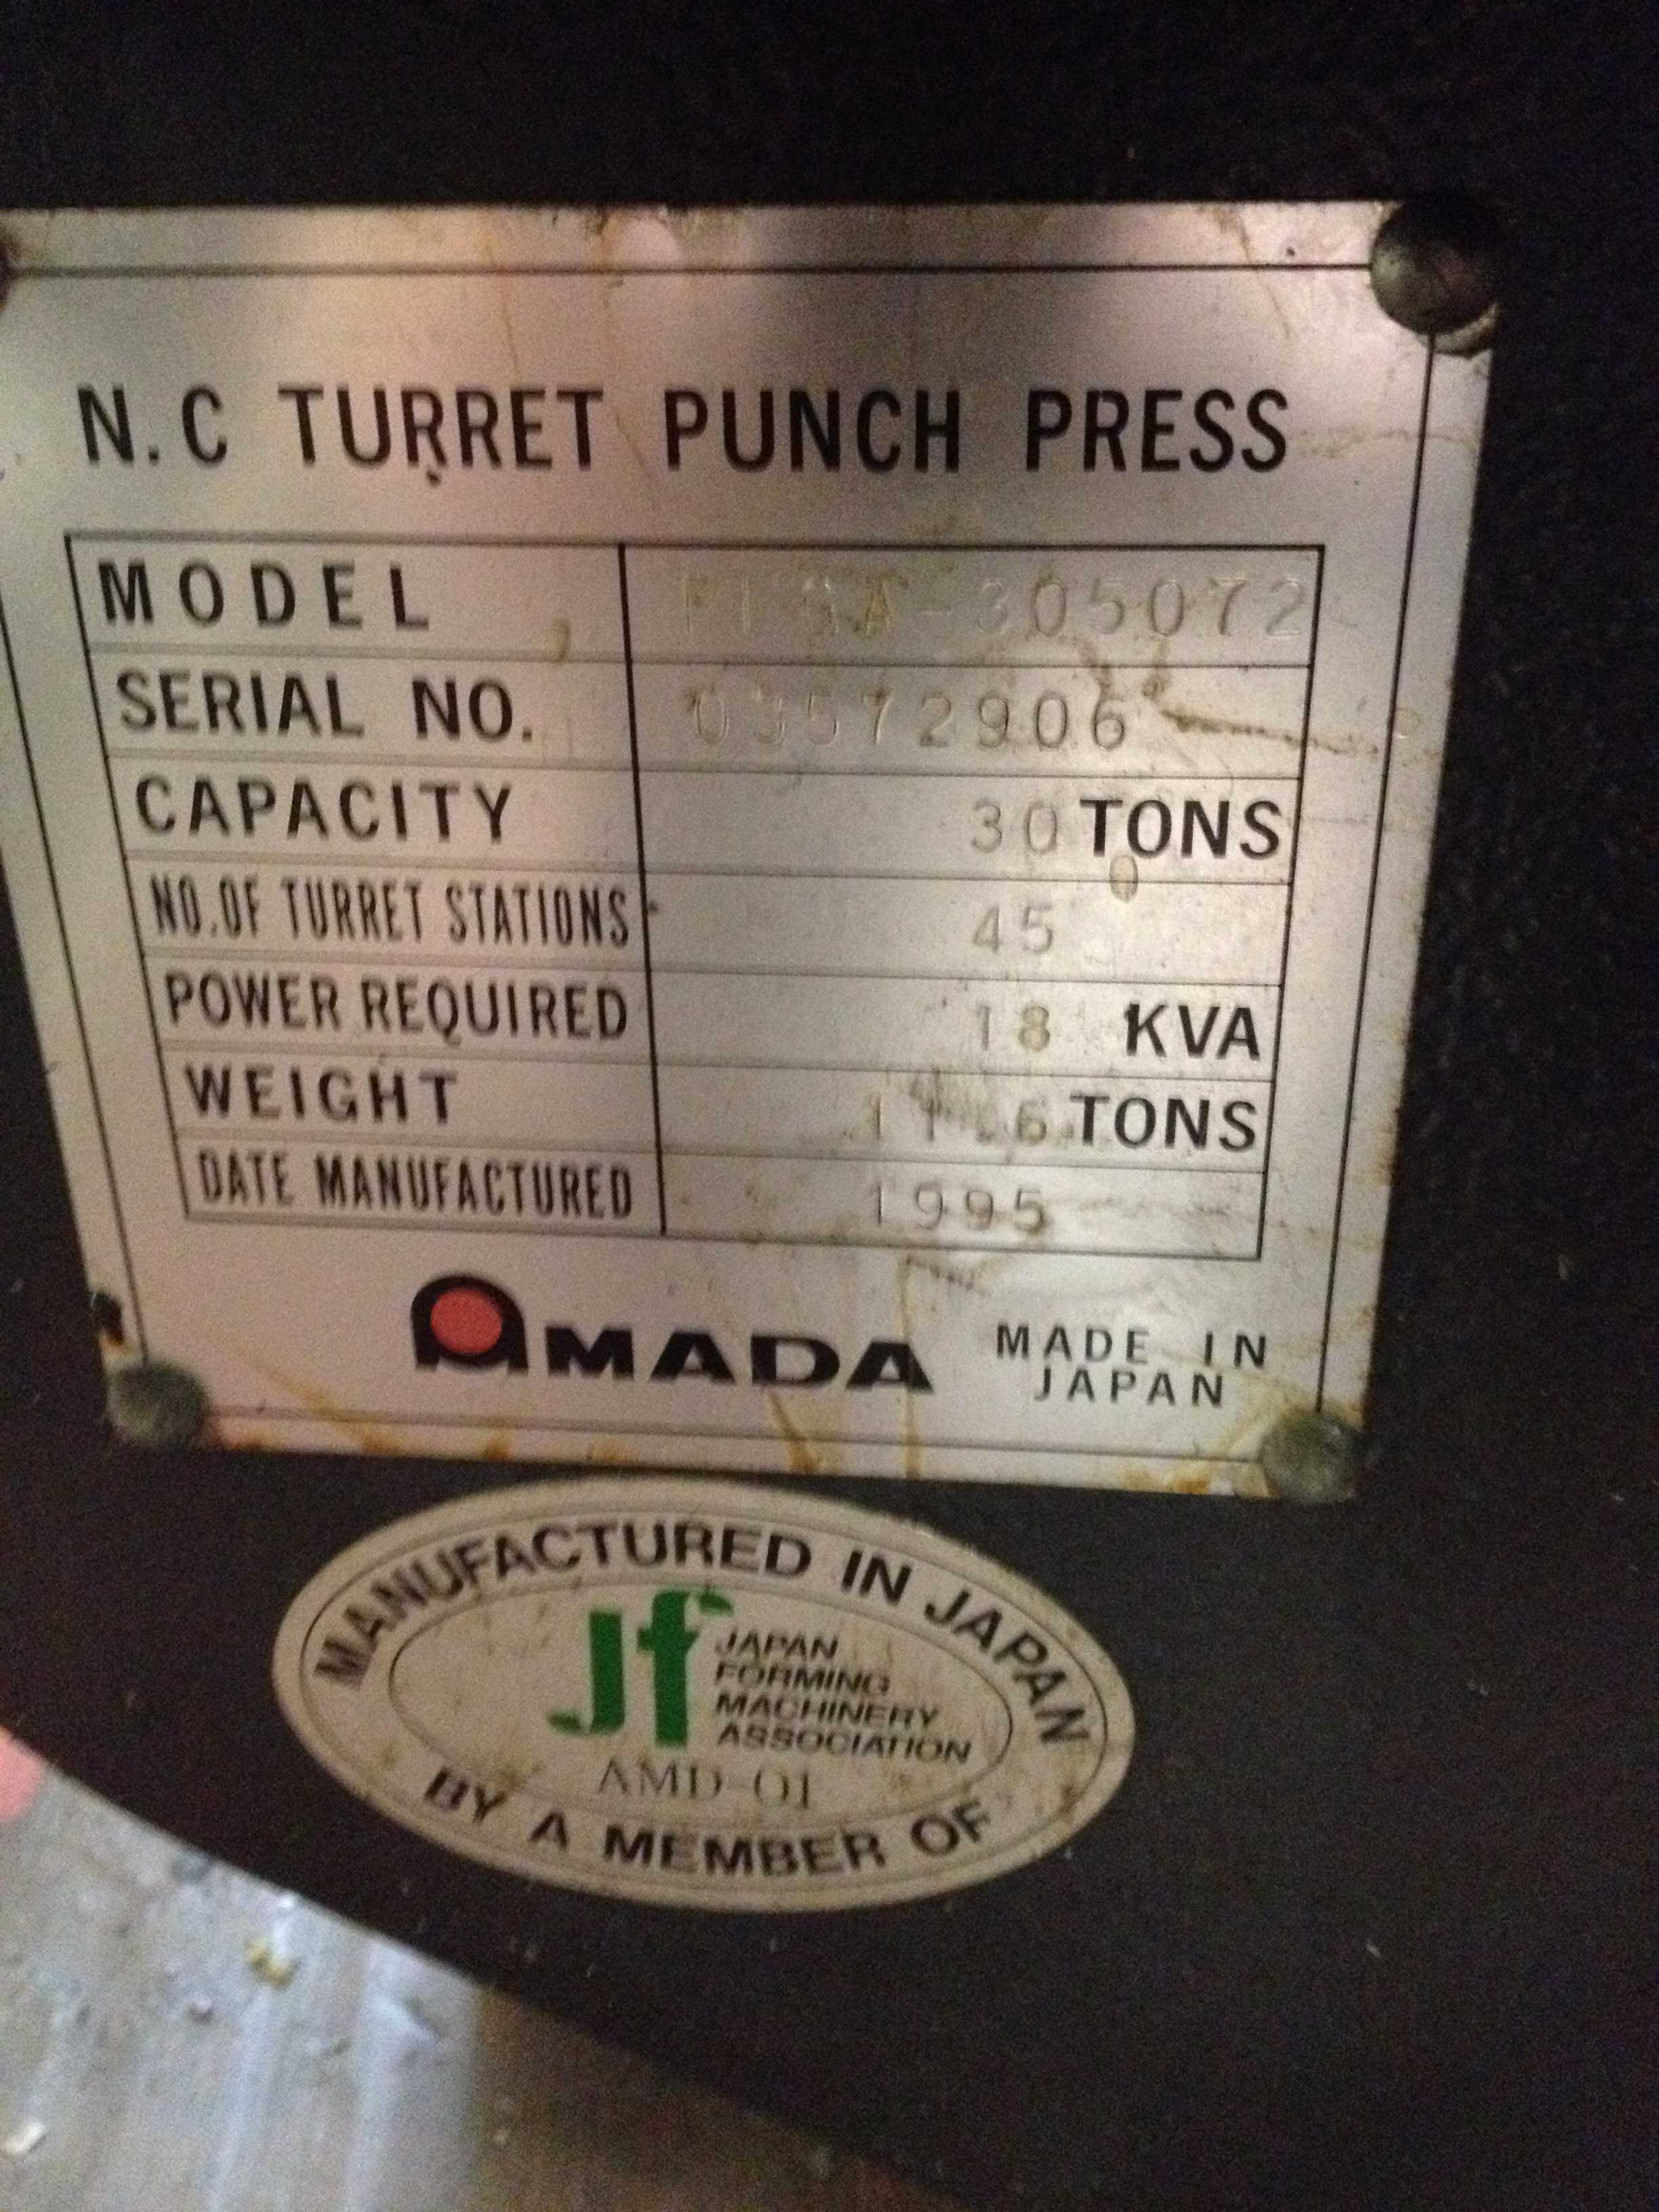 N.C TURRET PUNCH PRESS
MODEL
SERIAL NO. 03572906
CAPACITY 30 TONS
NO. OF TURRET STATIONS 45
POWER REQUIRED 18 KVA
WEIGHT TONS
DATE MANUFACTURED 1995
AMADA MADE IN
JAPAN
MANUFACTURED IN JAPAN
Jf
JAPAN
FORMING
MACHINERY
ASSOCIATION
AMD-01
BY A MEMBER OF